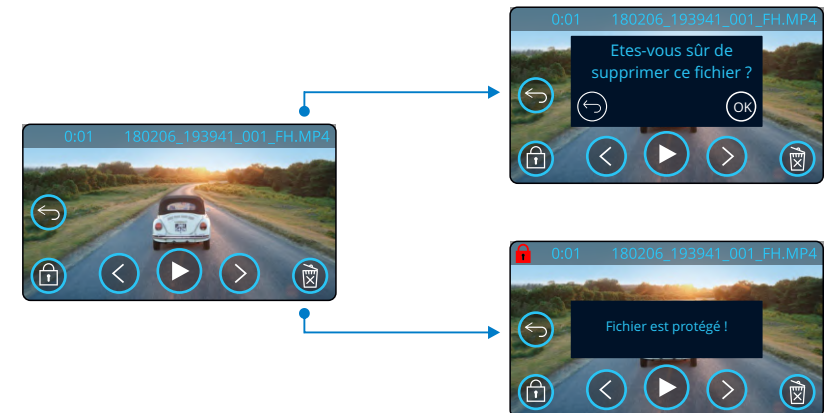 0:01 180206_193941_001_FH.MP4
0:01 180206_193941_001_FH.MP4
Etes-vous sûr de
supprimer ce fichier ?
OK
0:01 180206_193941_001_FH.MP4
Fichier est protégé !